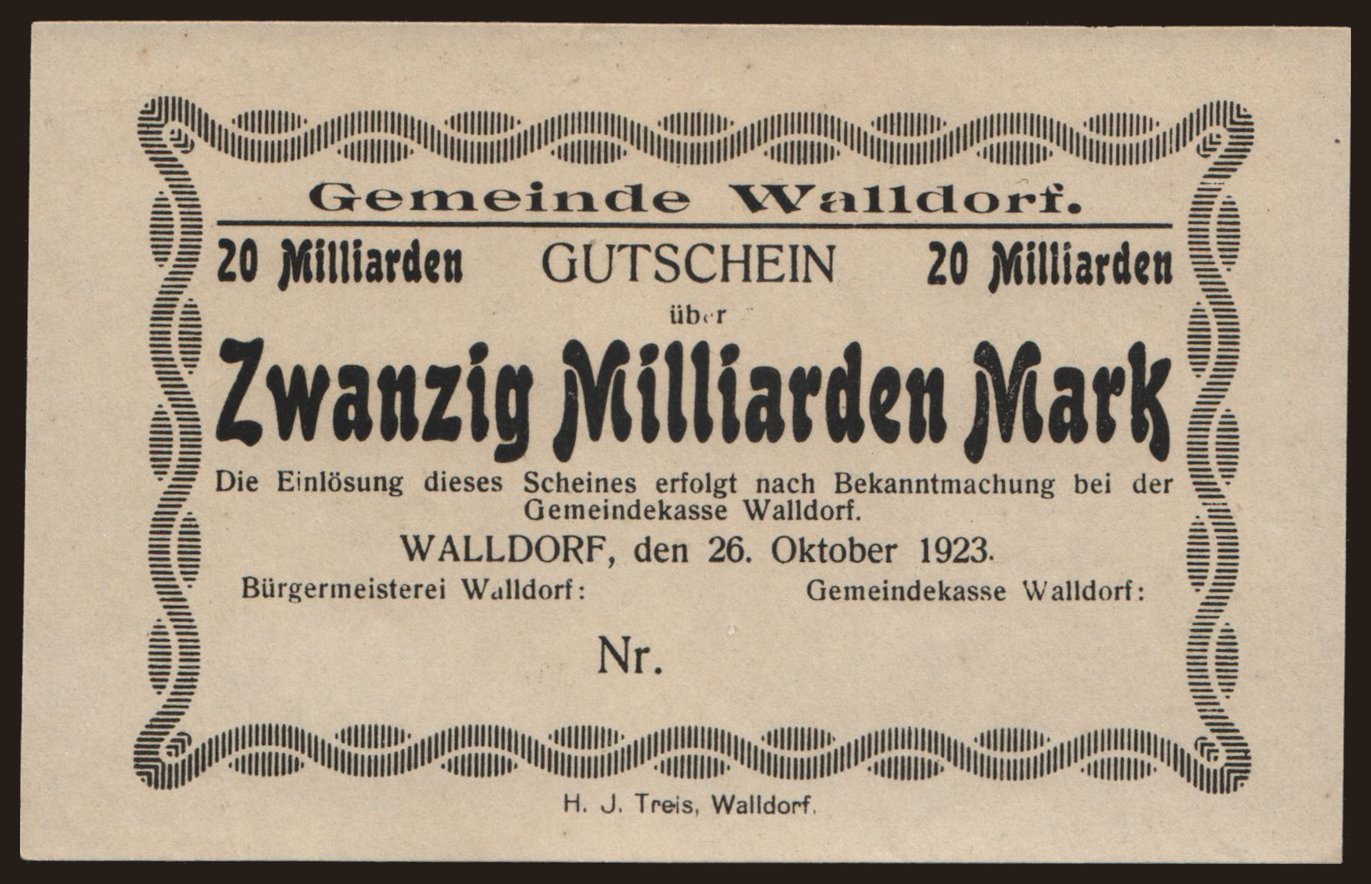 Gemeinde Walldorf.
20 Milliarden GUTSCHEIN 20 Milliarden
über
Zwanzig Milliarden Mark
Die Einlösung dieses Scheines erfolgt nach Bekanntmachung bei der
Gemeindekasse Walldorf.
WALLDORF, den 26. Oktober 1923.
Bürgermeisterei Walldorf: Gemeindekasse Walldorf:
Nr.
H. J. Treis, Walldorf.